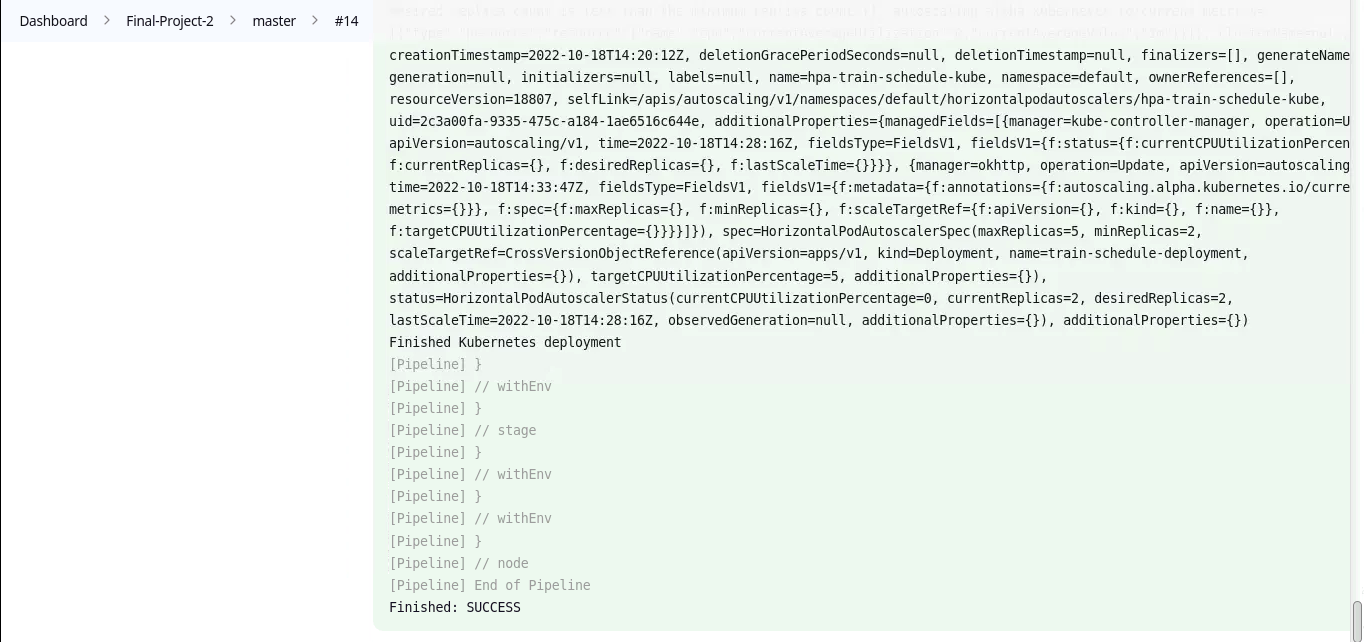 Dashboard > Final-Project-2 > master > #14
creationTimestamp=2022-10-18T14:20:12Z, deletionGracePeriodSeconds=null, deletionTimestamp=null, finalizers=[], generateName
generation=null, initializers=null, labels=null, name=hpa-train-schedule-kube, namespace=default, ownerReferences=[],
resourceVersion=18807, selfLink=/apis/autoscaling/v1/namespaces/default/horizontalpodautoscalers/hpa-train-schedule-kube,
uid=2c3a00fa-9335-475c-a184-1ae6516c644e, additionalProperties={managedFields=[{manager=kube-controller-manager, operation=U
apiVersion=autoscaling/v1, time=2022-10-18T14:28:16Z, fieldsType=FieldsV1, fieldsV1={f:status={f:currentCPUUtilizationPercen
f:currentReplicas={}, f:desiredReplicas={}, f:lastScaleTime={}}}}, {manager=okhttp, operation=Update, apiVersion=autoscaling
time=2022-10-18T14:33:47Z, fieldsType=FieldsV1, fieldsV1={f:metadata={f:annotations={f:autoscaling.alpha.kubernetes.io/curre
metrics={}}}, f:spec={f:maxReplicas={}, f:minReplicas={}, f:scaleTargetRef={f:apiVersion={}, f:kind={}, f:name={}},
f:targetCPUUtilizationPercentage={}}}}]}), spec=HorizontalPodAutoscalerSpec(maxReplicas=5, minReplicas=2,
scaleTargetRef=CrossVersionObjectReference(apiVersion=apps/v1, kind=Deployment, name=train-schedule-deployment,
additionalProperties={}), targetCPUUtilizationPercentage=5, additionalProperties={}),
status=HorizontalPodAutoscalerStatus(currentCPUUtilizationPercentage=0, currentReplicas=2, desiredReplicas=2,
lastScaleTime=2022-10-18T14:28:16Z, observedGeneration=null, additionalProperties={}), additionalProperties={})
Finished Kubernetes deployment
[Pipeline] }
[Pipeline] // withEnv
[Pipeline] }
[Pipeline] // stage
[Pipeline] }
[Pipeline] // withEnv
[Pipeline] }
[Pipeline] // withEnv
[Pipeline] }
[Pipeline] // node
[Pipeline] End of Pipeline
Finished: SUCCESS